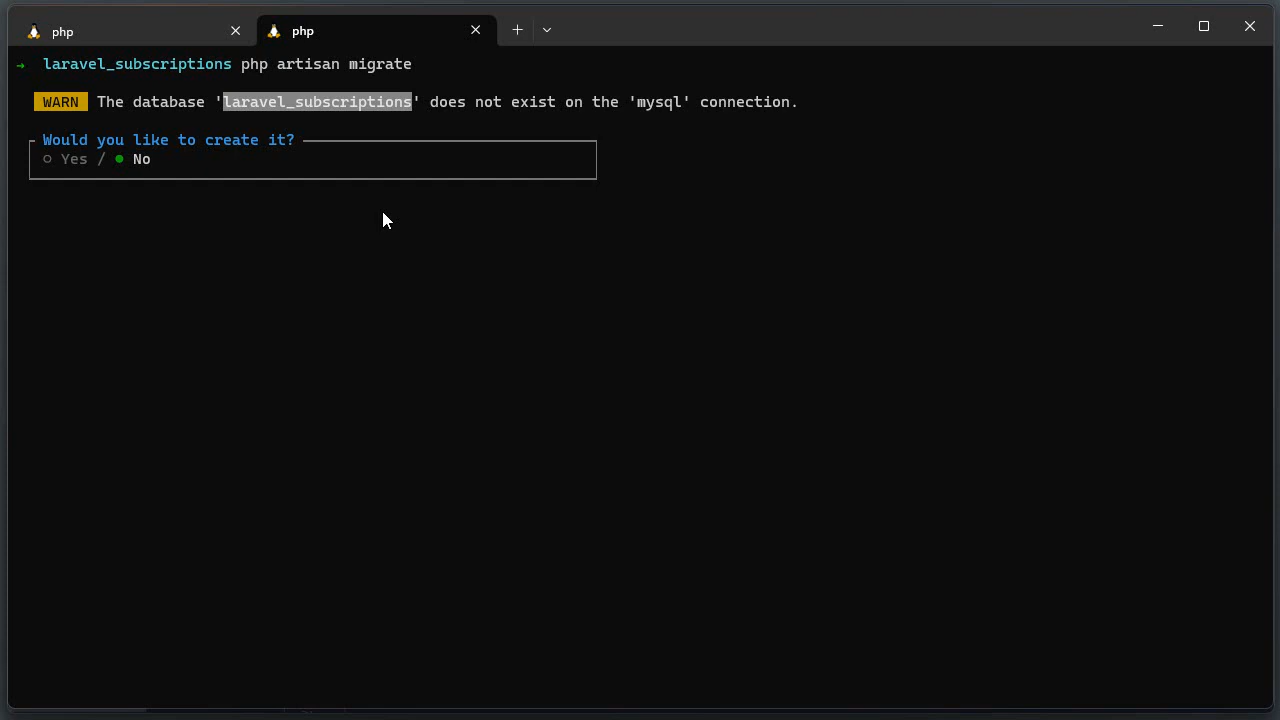 php
php
→ laravel_subscriptions php artisan migrate
WARN The database 'laravel_subscriptions' does not exist on the 'mysql' connection.
Would you like to create it?
○ Yes / ● No